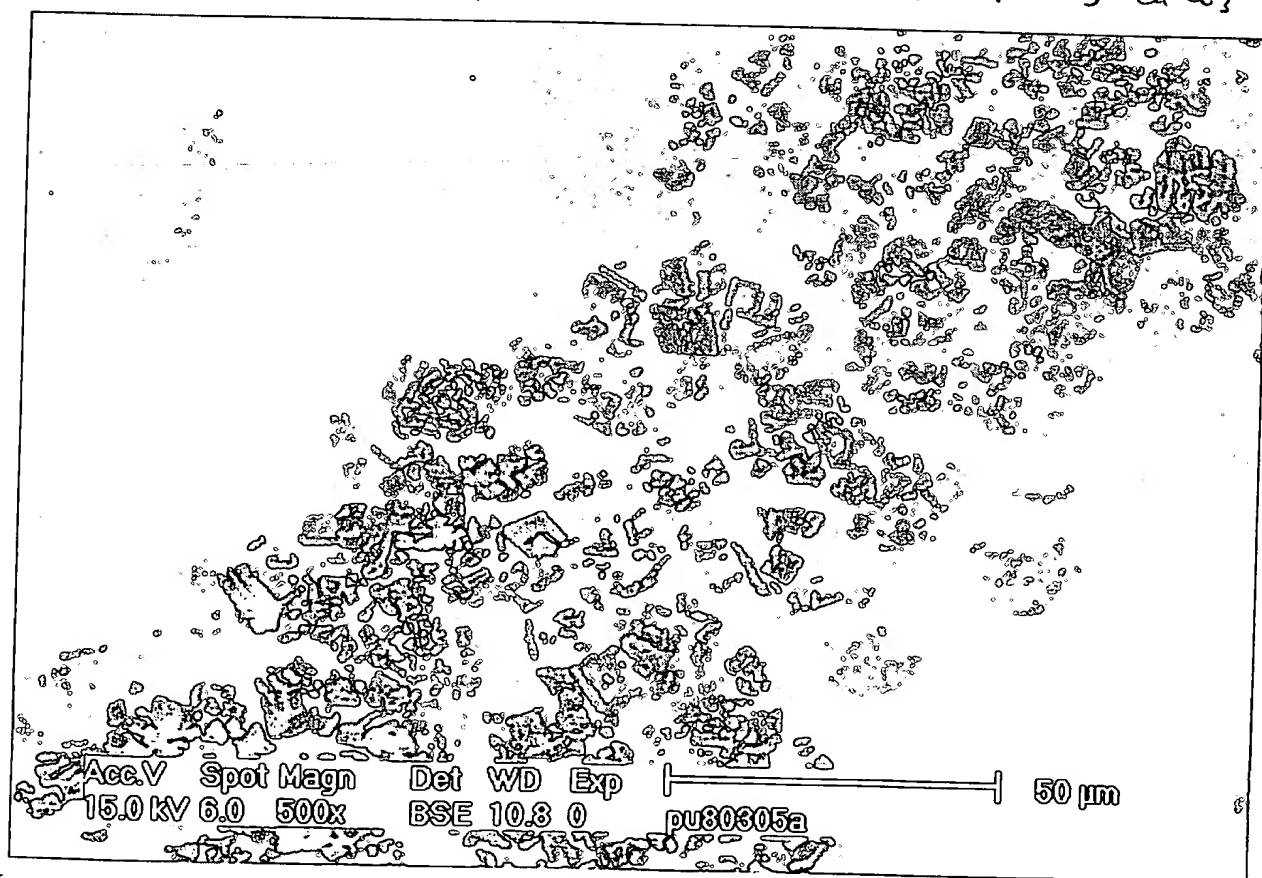 CaCO3
Acc.V Spot Magn Det WD Exp 50 µm
15.0 kV 6.0 500x BSE 10.8 0 pu80305a